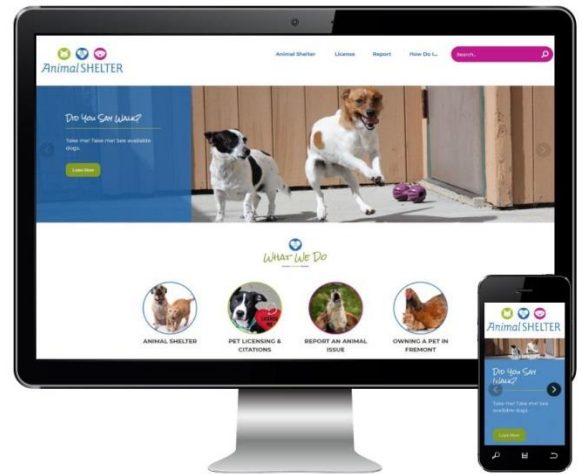 Animal SHELTER
Animal Shelter License Report How Do I...
Search...
Did You Say Walk?
Take me! Take me! See available
dogs.
Learn More
What We Do
ANIMAL SHELTER
PET LICENSING &
CITATIONS
REPORT AN ANIMAL
ISSUE
OWNING A PET IN
FREMONT
Animal SHELTER
Did You Say
Walk?
Take me! Take me! See
available dogs.
Learn More